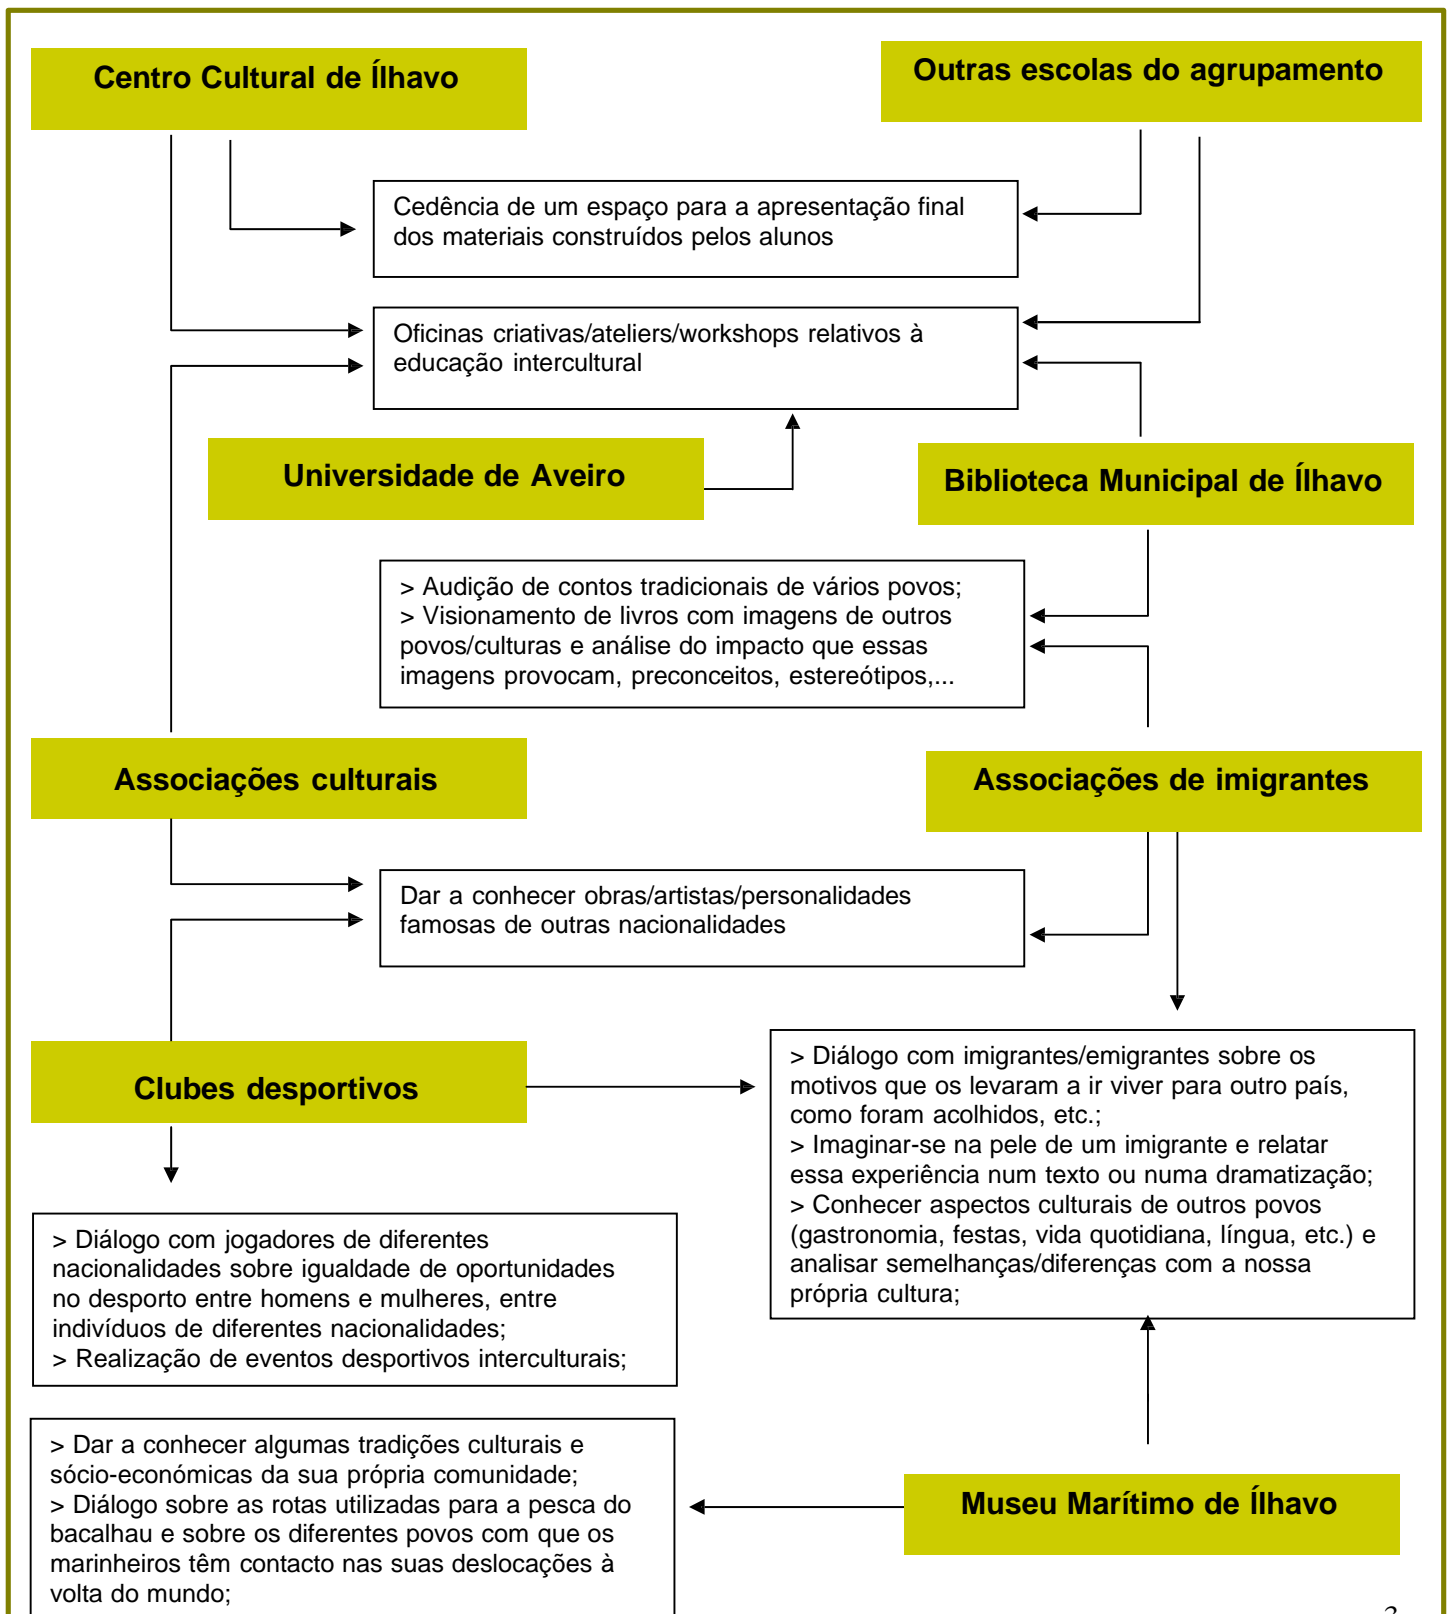 Centro Cultural de Ílhavo
Outras escolas do agrupamento
Cedência de um espaço para a apresentação final
dos materiais construídos pelos alunos
Oficinas criativas/ateliers/workshops relativos à
educação intercultural
Universidade de Aveiro
Biblioteca Municipal de Ílhavo
> Audição de contos tradicionais de vários povos;
> Visionamento de livros com imagens de outros
povos/culturas e análise do impacto que essas
imagens provocam, preconceitos, estereótipos,...
Associações culturais
Associações de imigrantes
Dar a conhecer obras/artistas/personalidades
famosas de outras nacionalidades
Clubes desportivos
> Diálogo com imigrantes/emigrantes sobre os
motivos que os levaram a ir viver para outro país,
como foram acolhidos, etc.;
> Imaginar-se na pele de um imigrante e relatar
essa experiência num texto ou numa dramatização;
> Conhecer aspectos culturais de outros povos
(gastronomia, festas, vida quotidiana, língua, etc.) e
analisar semelhanças/diferenças com a nossa
própria cultura;
> Diálogo com jogadores de diferentes
nacionalidades sobre igualdade de oportunidades
no desporto entre homens e mulheres, entre
indivíduos de diferentes nacionalidades;
> Realização de eventos desportivos interculturais;
> Dar a conhecer algumas tradições culturais e
sócio-económicas da sua própria comunidade;
> Diálogo sobre as rotas utilizadas para a pesca do
bacalhau e sobre os diferentes povos com que os
marinheiros têm contacto nas suas deslocações à
volta do mundo;
Museu Marítimo de Ílhavo